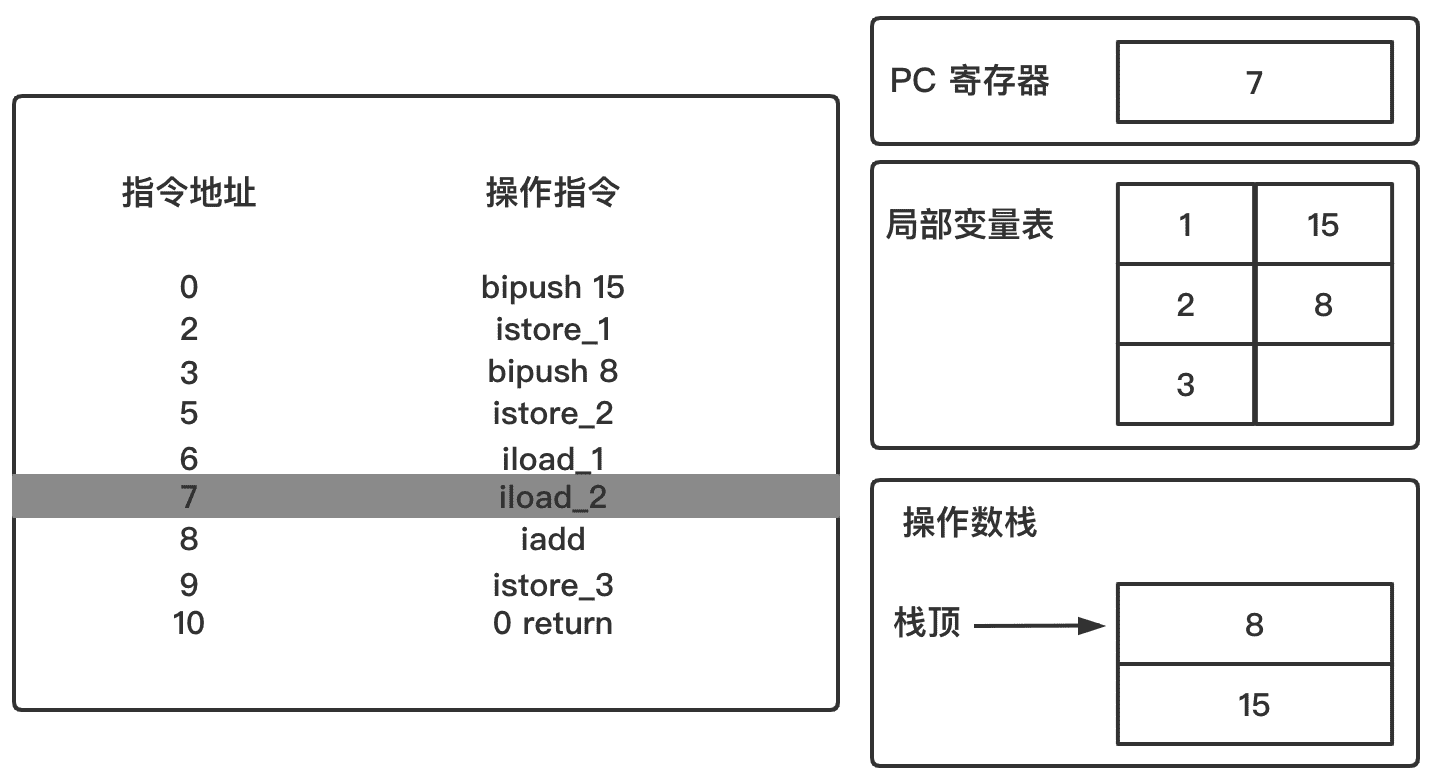 指令地址 操作指令
0 bipush 15
2 istore_1
3 bipush 8
5 istore_2
6 iload_1
7 iload_2
8 iadd
9 istore_3
10 0 return
PC 寄存器 7
局部变量表 1 15
2 8
3
操作数栈
栈顶 8
15